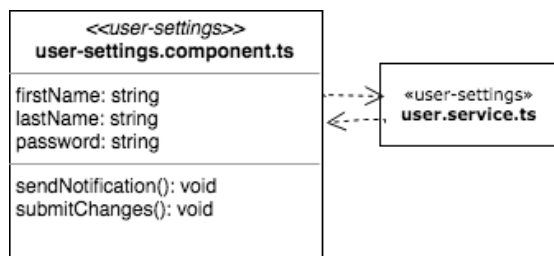 <<user-settings>>
user-settings.component.ts
firstName: string
lastName: string
password: string
sendNotification(): void
submitChanges(): void
«user-settings»
user.service.ts